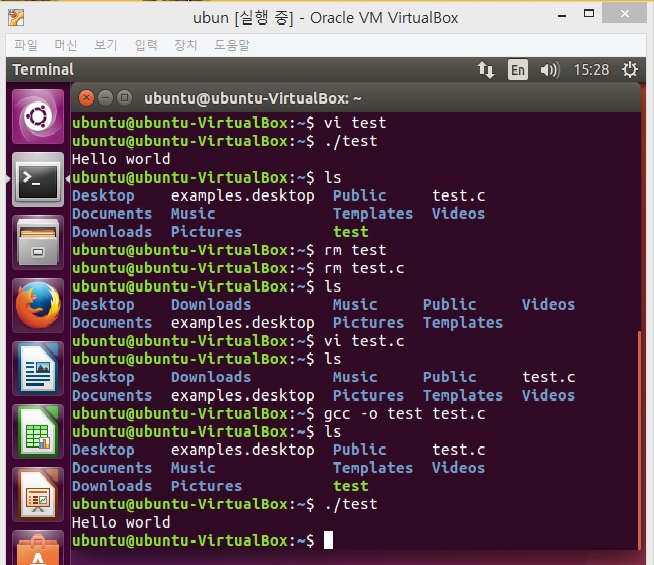 ubun [실행 중] - Oracle VM VirtualBox
파일 머신 보기 입력 장치 도움말
Terminal En 15:28
ubuntu@ubuntu-VirtualBox: ~
ubuntu@ubuntu-VirtualBox:~$ vi test
ubuntu@ubuntu-VirtualBox:~$ ./test
Hello world
ubuntu@ubuntu-VirtualBox:~$ ls
Desktop examples.desktop Public test.c
Documents Music Templates Videos
Downloads Pictures test
ubuntu@ubuntu-VirtualBox:~$ rm test
ubuntu@ubuntu-VirtualBox:~$ rm test.c
ubuntu@ubuntu-VirtualBox:~$ ls
Desktop Downloads Music Public Videos
Documents examples.desktop Pictures Templates
ubuntu@ubuntu-VirtualBox:~$ vi test.c
ubuntu@ubuntu-VirtualBox:~$ ls
Desktop Downloads Music Public test.c
Documents examples.desktop Pictures Templates Videos
ubuntu@ubuntu-VirtualBox:~$ gcc -o test test.c
ubuntu@ubuntu-VirtualBox:~$ ls
Desktop examples.desktop Public test.c
Documents Music Templates Videos
Downloads Pictures test
ubuntu@ubuntu-VirtualBox:~$ ./test
Hello world
ubuntu@ubuntu-VirtualBox:~$